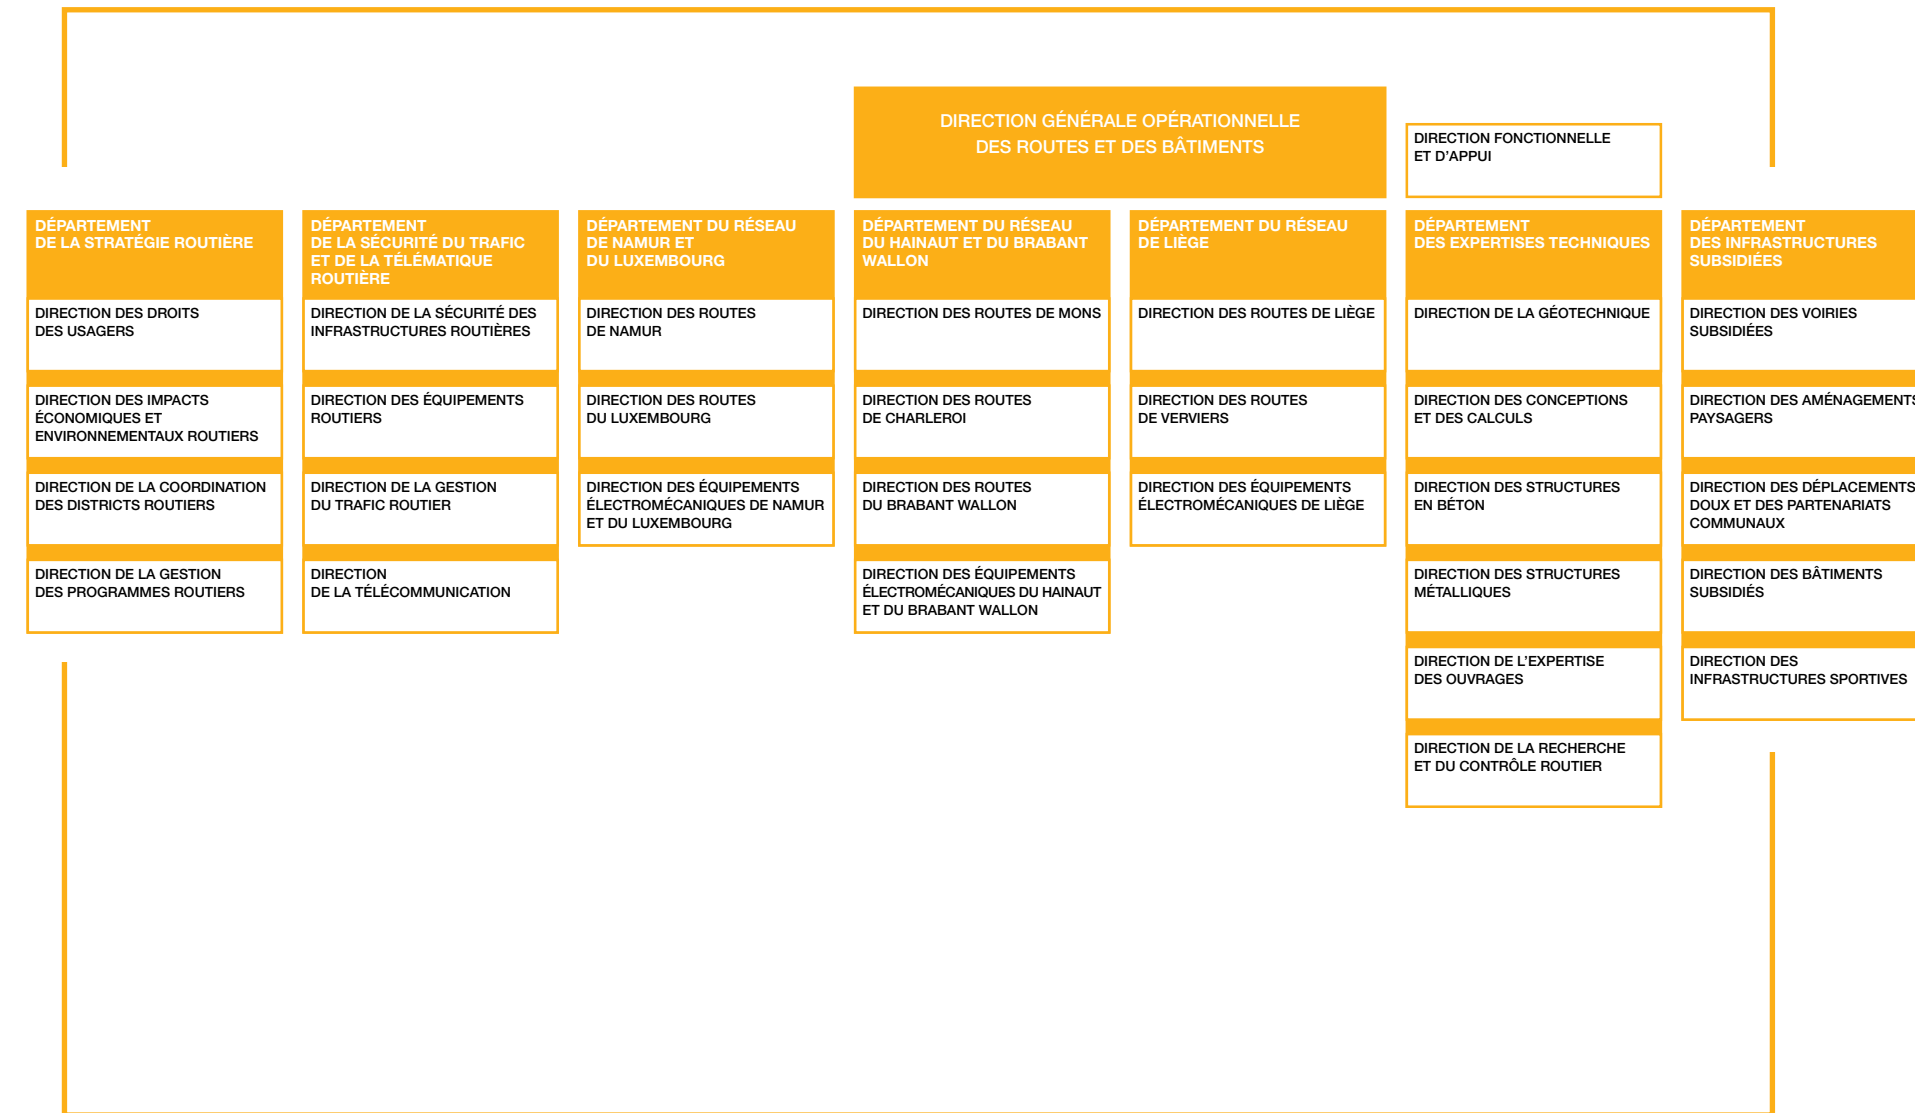 DIRECTION GÉNÉRALE OPÉRATIONNELLE
DES ROUTES ET DES BÂTIMENTS
DIRECTION FONCTIONNELLE
ET D'APPUI
DÉPARTEMENT
DE LA STRATÉGIE ROUTIÈRE
DIRECTION DES DROITS
DES USAGERS
DIRECTION DES IMPACTS
ÉCONOMIQUES ET
ENVIRONNEMENTAUX ROUTIERS
DIRECTION DE LA COORDINATION
DES DISTRICTS ROUTIERS
DIRECTION DE LA GESTION
DES PROGRAMMES ROUTIERS
DÉPARTEMENT
DE LA SÉCURITÉ DU TRAFIC
ET DE LA TÉLÉMATIQUE
ROUTIÈRE
DIRECTION DE LA SÉCURITÉ DES
INFRASTRUCTURES ROUTIÈRES
DIRECTION DES ÉQUIPEMENTS
ROUTIERS
DIRECTION DE LA GESTION
DU TRAFIC ROUTIER
DIRECTION
DE LA TÉLÉCOMMUNICATION
DÉPARTEMENT DU RÉSEAU
DE NAMUR ET
DU LUXEMBOURG
DIRECTION DES ROUTES
DE NAMUR
DIRECTION DES ROUTES
DU LUXEMBOURG
DIRECTION DES ÉQUIPEMENTS
ÉLECTROMÉCANIQUES DE NAMUR
ET DU LUXEMBOURG
DÉPARTEMENT DU RÉSEAU
DU HAINAUT ET DU BRABANT
WALLON
DIRECTION DES ROUTES DE MONS
DIRECTION DES ROUTES
DE CHARLEROI
DIRECTION DES ROUTES
DU BRABANT WALLON
DIRECTION DES ÉQUIPEMENTS
ÉLECTROMÉCANIQUES DU HAINAUT
ET DU BRABANT WALLON
DÉPARTEMENT DU RÉSEAU
DE LIÈGE
DIRECTION DES ROUTES DE LIÈGE
DIRECTION DES ROUTES
DE VERVIERS
DIRECTION DES ÉQUIPEMENTS
ÉLECTROMÉCANIQUES DE LIÈGE
DÉPARTEMENT
DES EXPERTISES TECHNIQUES
DIRECTION DE LA GÉOTECHNIQUE
DIRECTION DES CONCEPTIONS
ET DES CALCULS
DIRECTION DES STRUCTURES
EN BÉTON
DIRECTION DES STRUCTURES
MÉTALLIQUES
DIRECTION DE L'EXPERTISE
DES OUVRAGES
DIRECTION DE LA RECHERCHE
ET DU CONTRÔLE ROUTIER
DÉPARTEMENT
DES INFRASTRUCTURES
SUBSIDIÉES
DIRECTION DES VOIRIES
SUBSIDIÉES
DIRECTION DES AMÉNAGEMENTS
PAYSAGERS
DIRECTION DES DÉPLACEMENTS
DOUX ET DES PARTENARIATS
COMMUNAUX
DIRECTION DES BÂTIMENTS
SUBSIDIÉS
DIRECTION DES
INFRASTRUCTURES SPORTIVES